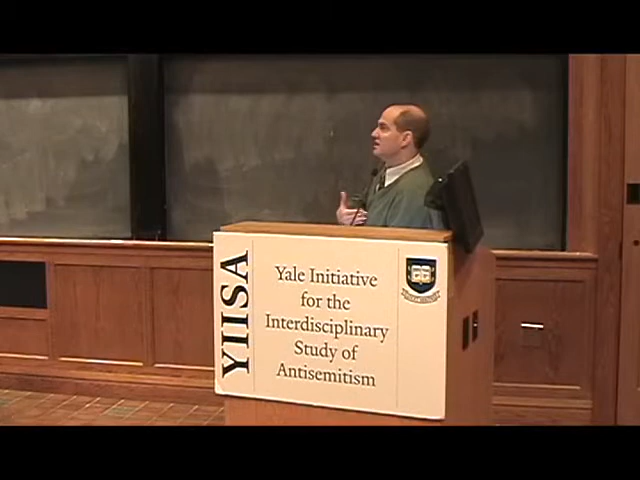 YIISA
Yale Initiative
for the
Interdisciplinary
Study of
Antisemitism